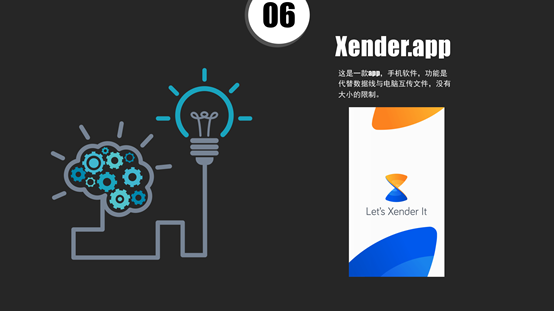 06
Xender.app
这是一款app，手机软件，功能是
代替数据线与电脑互传文件，没有
大小的限制。
Let's Xender It